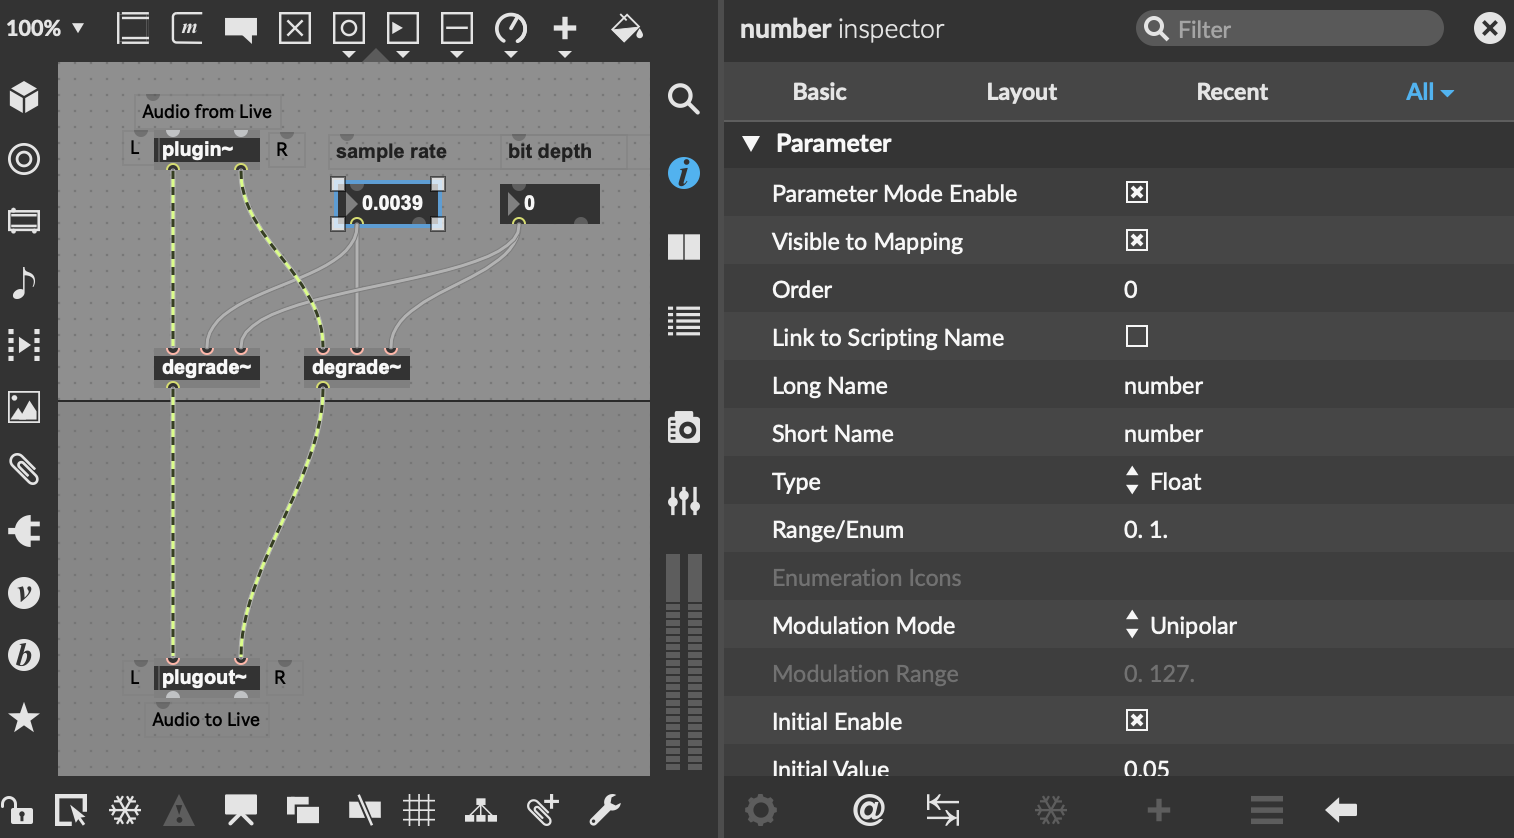 100%
m
number inspector
Filter
Basic
Layout
Recent
All
Audio from Live
L
plugin~
R
sample rate
bit depth
0.0039
0
degrade~
degrade~
L
plugout~
R
Audio to Live
v
b
i
Parameter
Parameter Mode Enable
Visible to Mapping
Order 0
Link to Scripting Name
Long Name number
Short Name number
Type Float
Range/Enum 0. 1.
Enumeration Icons
Modulation Mode Unipolar
Modulation Range 0. 127.
Initial Enable
Initial Value 0.05
@